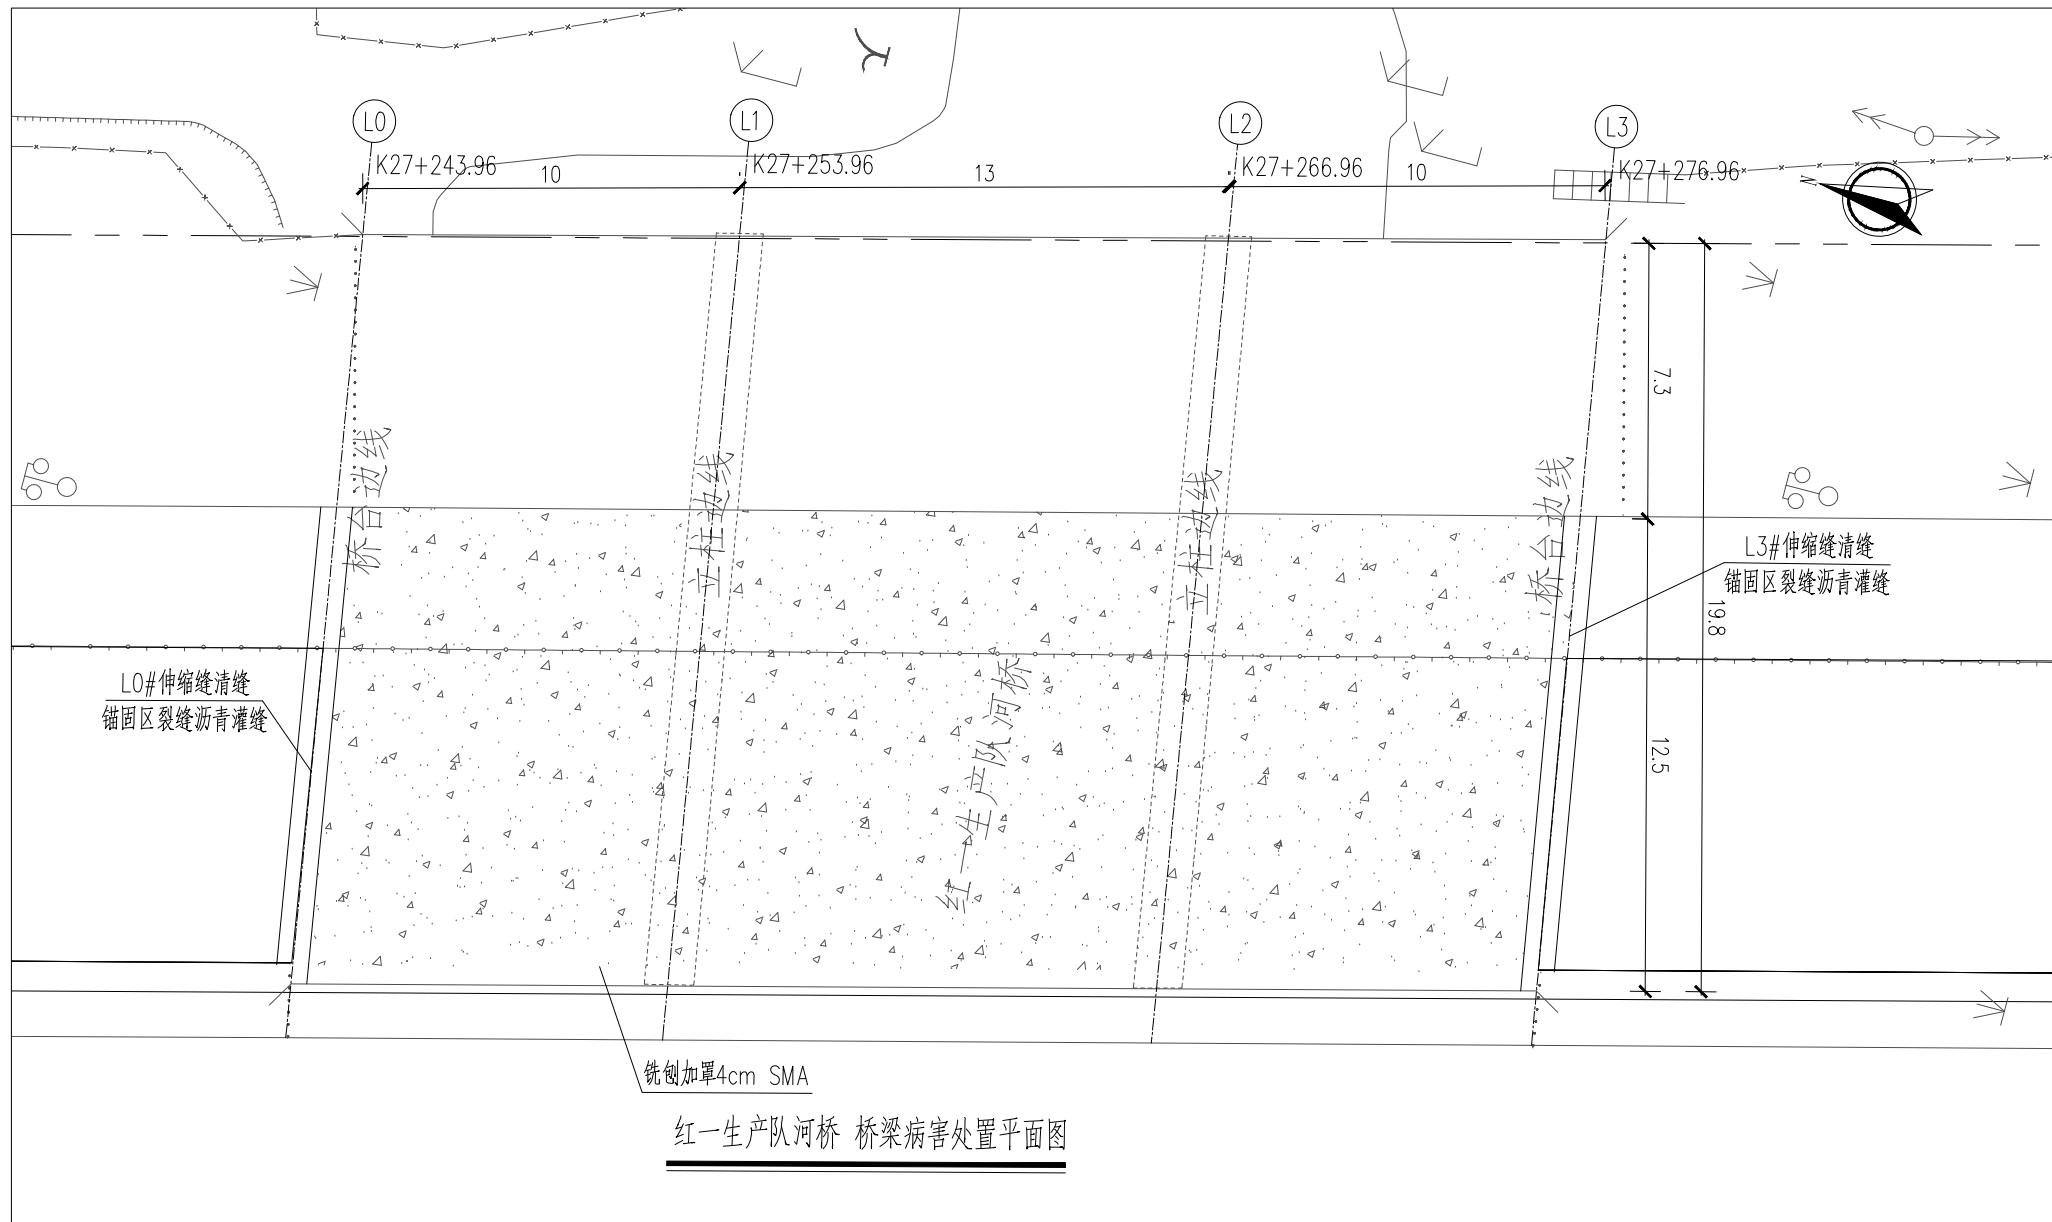 L0
L1
L2
L3
K27+243.96
10
K27+253.96
13
K27+266.96
10
K27+276.96
N
7.3
桥台边线
立柱边线
立柱边线
桥台边线
L3#伸缩缝清缝
锚固区裂缝沥青灌缝
19.8
L0#伸缩缝清缝
锚固区裂缝沥青灌缝
红一生产队河桥
12.5
铣刨加罩4cm SMA
红一生产队河桥 桥梁病害处置平面图